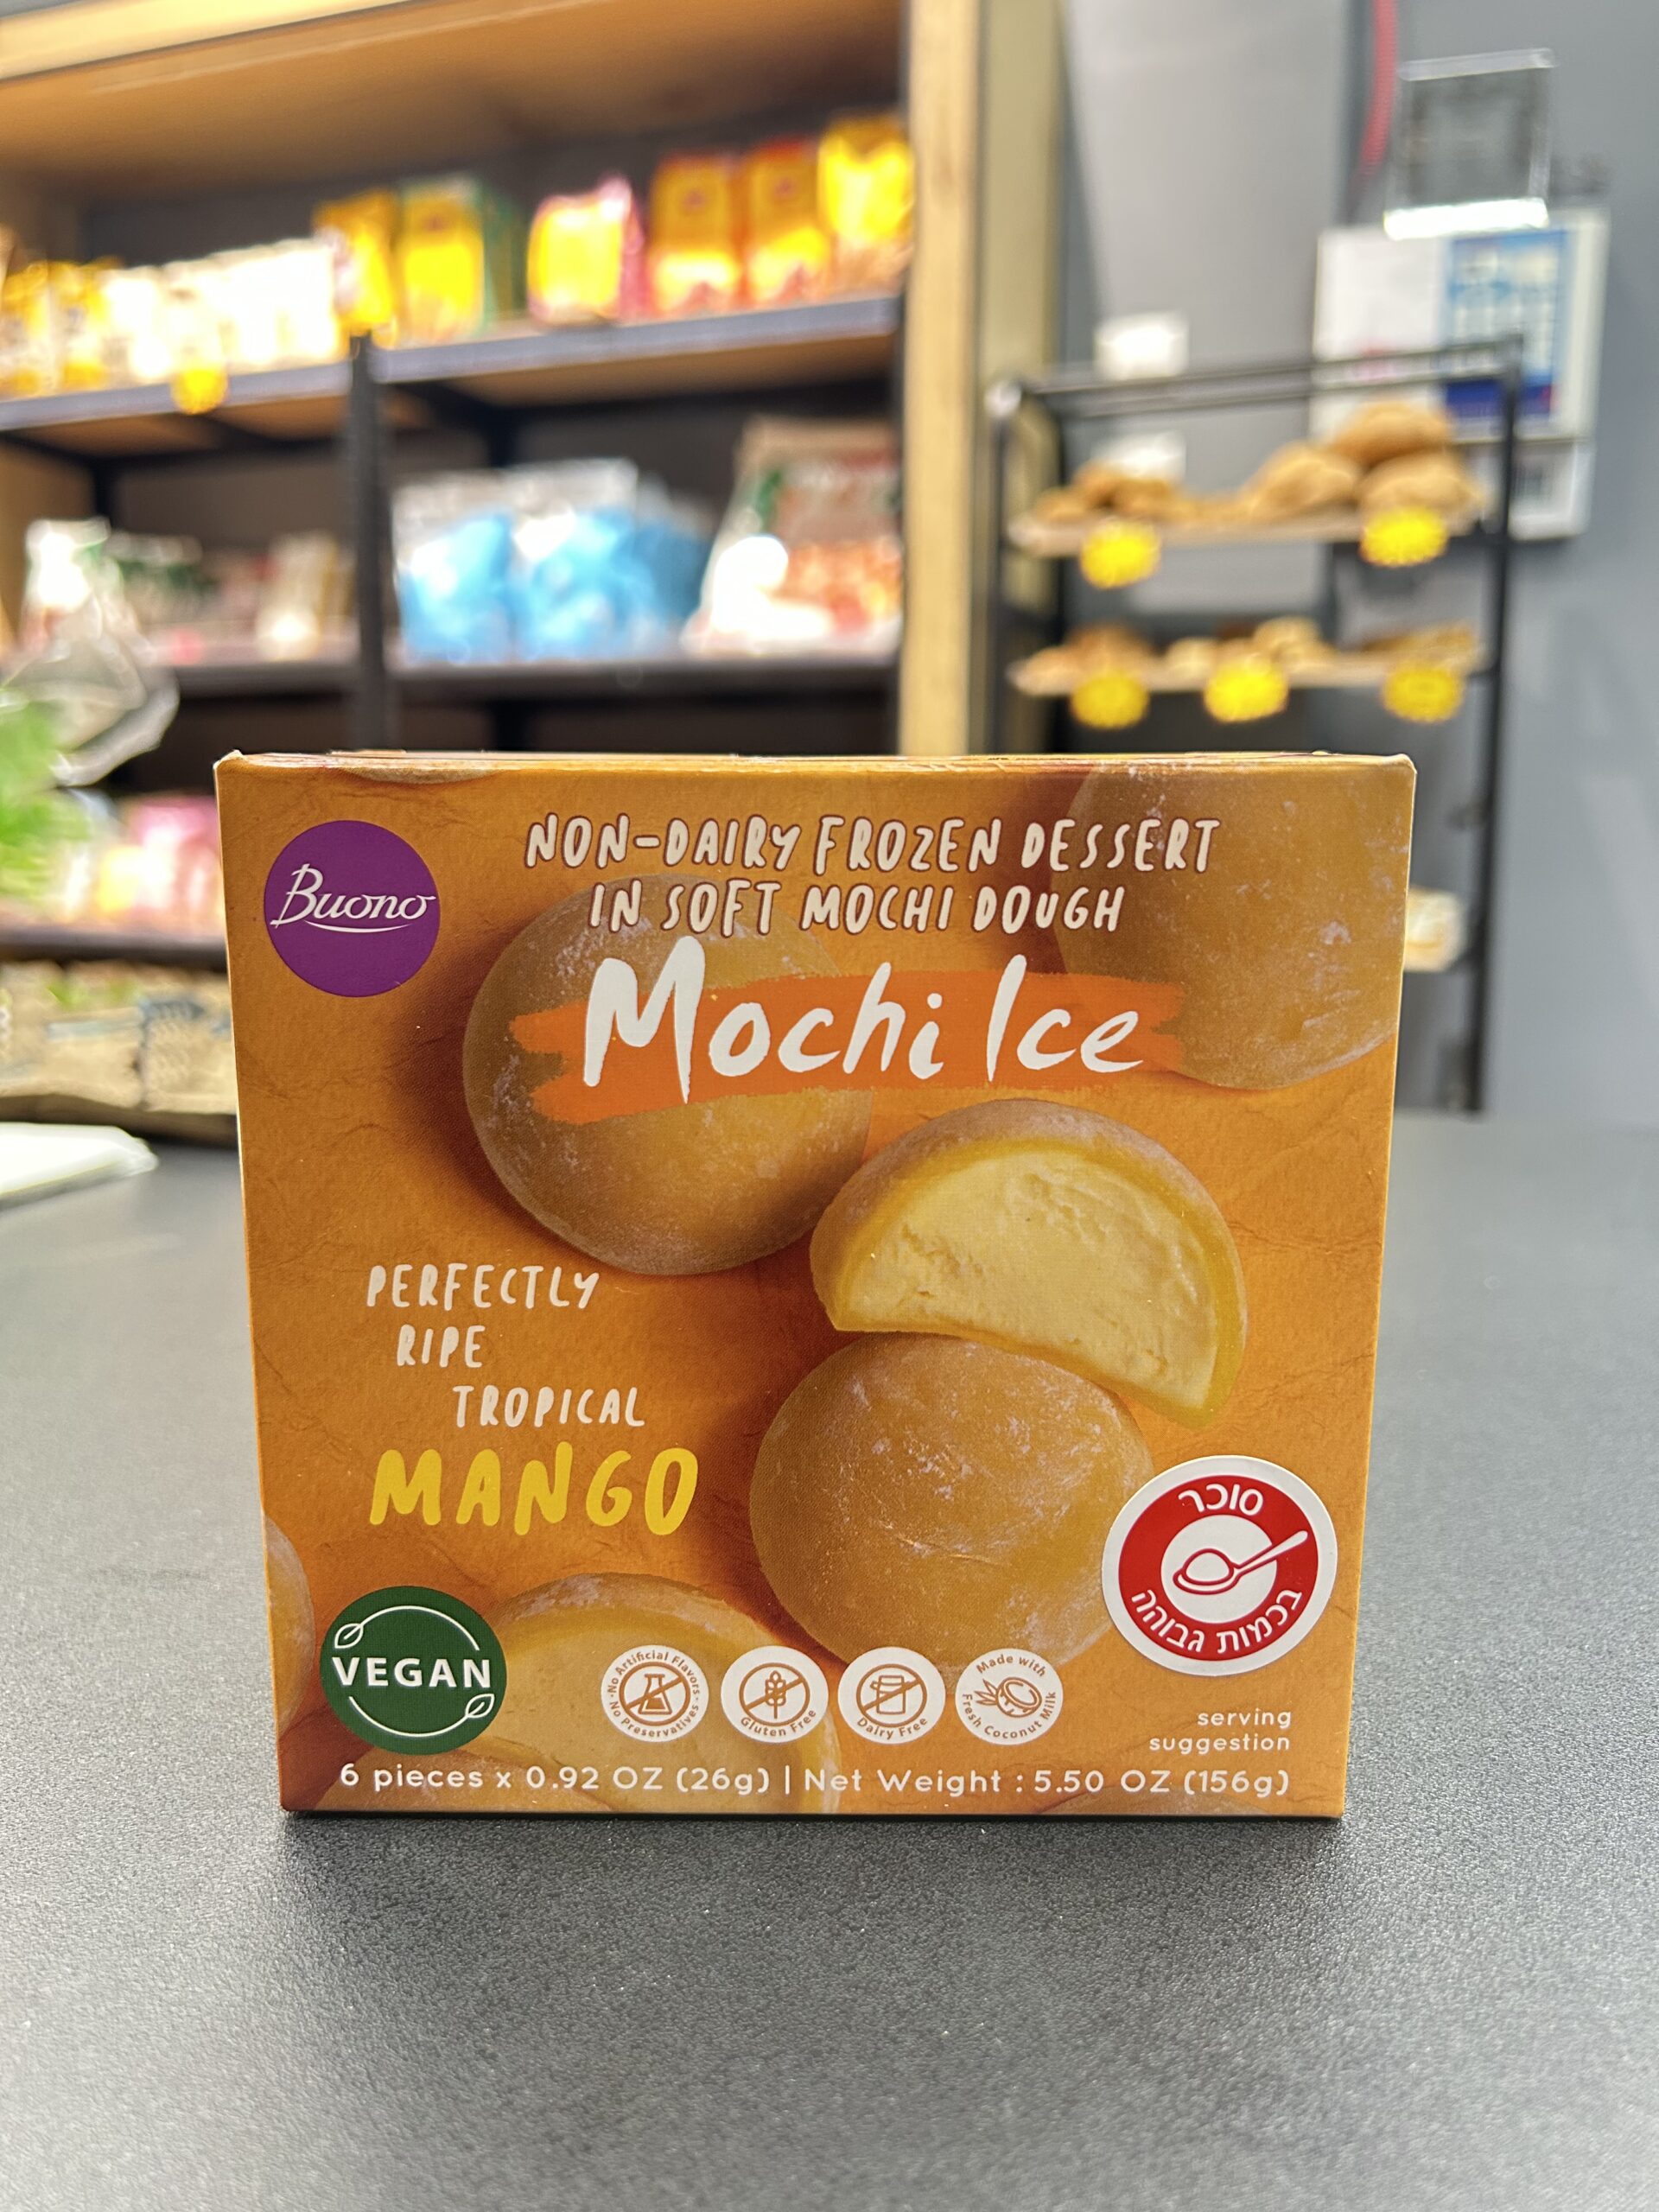 Buono
NON-DAIRY FROZEN DESSERT
IN SOFT MOCHI DOUGH
Mochi Ice
PERFECTLY
RIPE
TROPICAL
MANGO
סוכר
בכמות גבוהה
VEGAN
No Artificial Flavors
No Preservatives
Gluten Free
Dairy Free
Made with
Fresh Coconut Milk
serving
suggestion
6 pieces x 0.92 OZ (26g) | Net Weight : 5.50 OZ (156g)